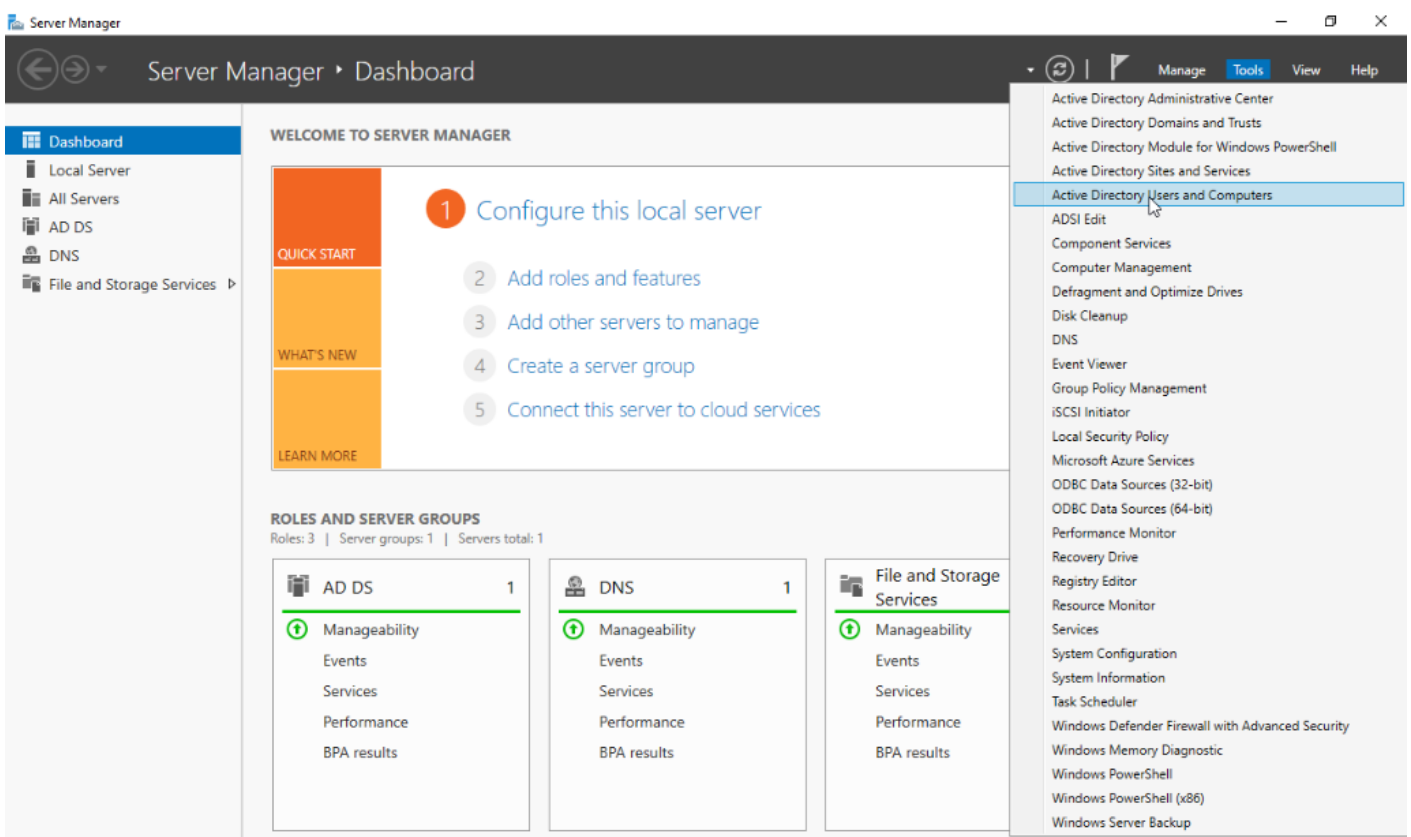 Server Manager
Server Manager ‣ Dashboard
Manage Tools View Help
Dashboard
Local Server
All Servers
AD DS
DNS
File and Storage Services
WELCOME TO SERVER MANAGER
QUICK START
WHAT'S NEW
LEARN MORE
1 Configure this local server
2 Add roles and features
3 Add other servers to manage
4 Create a server group
5 Connect this server to cloud services
ROLES AND SERVER GROUPS
Roles: 3 | Server groups: 1 | Servers total: 1
AD DS 1
Manageability
Events
Services
Performance
BPA results
DNS 1
Manageability
Events
Services
Performance
BPA results
File and Storage
Services
Manageability
Events
Services
Performance
BPA results
Active Directory Administrative Center
Active Directory Domains and Trusts
Active Directory Module for Windows PowerShell
Active Directory Sites and Services
Active Directory Users and Computers
ADSI Edit
Component Services
Computer Management
Defragment and Optimize Drives
Disk Cleanup
DNS
Event Viewer
Group Policy Management
iSCSI Initiator
Local Security Policy
Microsoft Azure Services
ODBC Data Sources (32-bit)
ODBC Data Sources (64-bit)
Performance Monitor
Recovery Drive
Registry Editor
Resource Monitor
Services
System Configuration
System Information
Task Scheduler
Windows Defender Firewall with Advanced Security
Windows Memory Diagnostic
Windows PowerShell
Windows PowerShell (x86)
Windows Server Backup